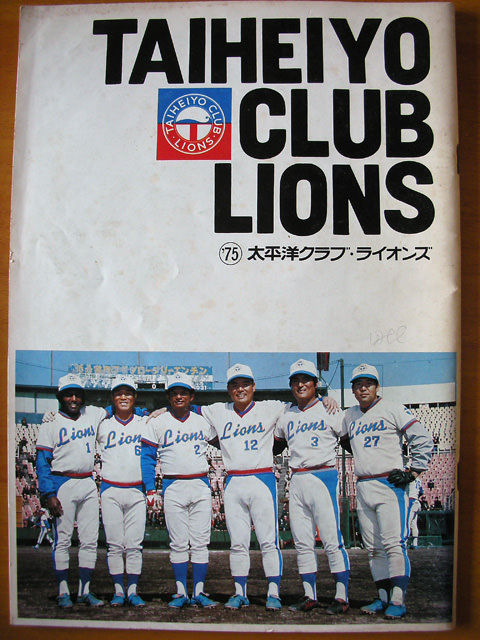 TAIHEIYO
CLUB
LIONS
TAIHEIYO CLUB
LIONS
'75 太平洋クラブ・ライオンズ
Lions
1
Lions
6
Lions
2
Lions
12
Lions
3
Lions
27